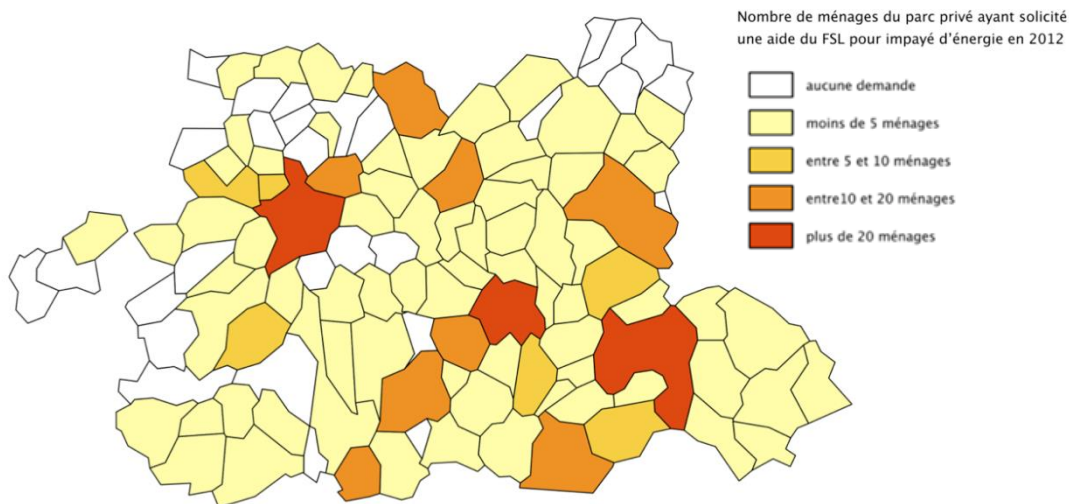 Nombre de ménages du parc privé ayant solicité
une aide du FSL pour impayé d'énergie en 2012
aucune demande
moins de 5 ménages
entre 5 et 10 ménages
entre10 et 20 ménages
plus de 20 ménages